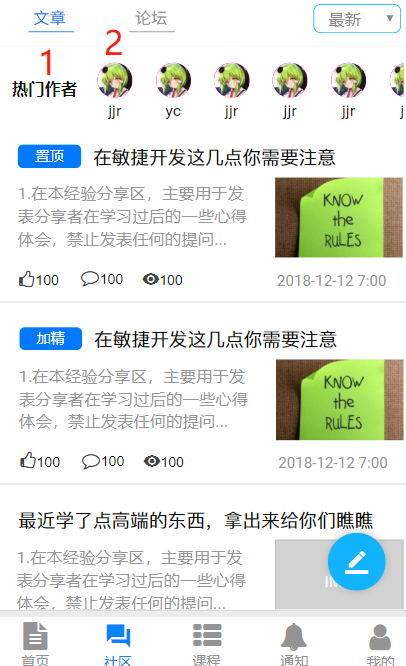 文章
论坛
最新
1
2
热门作者
jjr
yc
jjr
jjr
jjr
置顶
在敏捷开发这几点你需要注意
1.在本经验分享区，主要用于发
表分享者在学习过后的一些心得
体会，禁止发表任何的提问...
KNOW
the
RULES
100
100
100
2018-12-12 7:00
加精
在敏捷开发这几点你需要注意
1.在本经验分享区，主要用于发
表分享者在学习过后的一些心得
体会，禁止发表任何的提问...
KNOW
the
RULES
100
100
100
2018-12-12 7:00
最近学了点高端的东西，拿出来给你们瞧瞧
1.在本经验分享区，主要用于发
表分享者在学习过后的一些心得
体会，禁止发表任何的提问...
首页
社区
课程
通知
我的